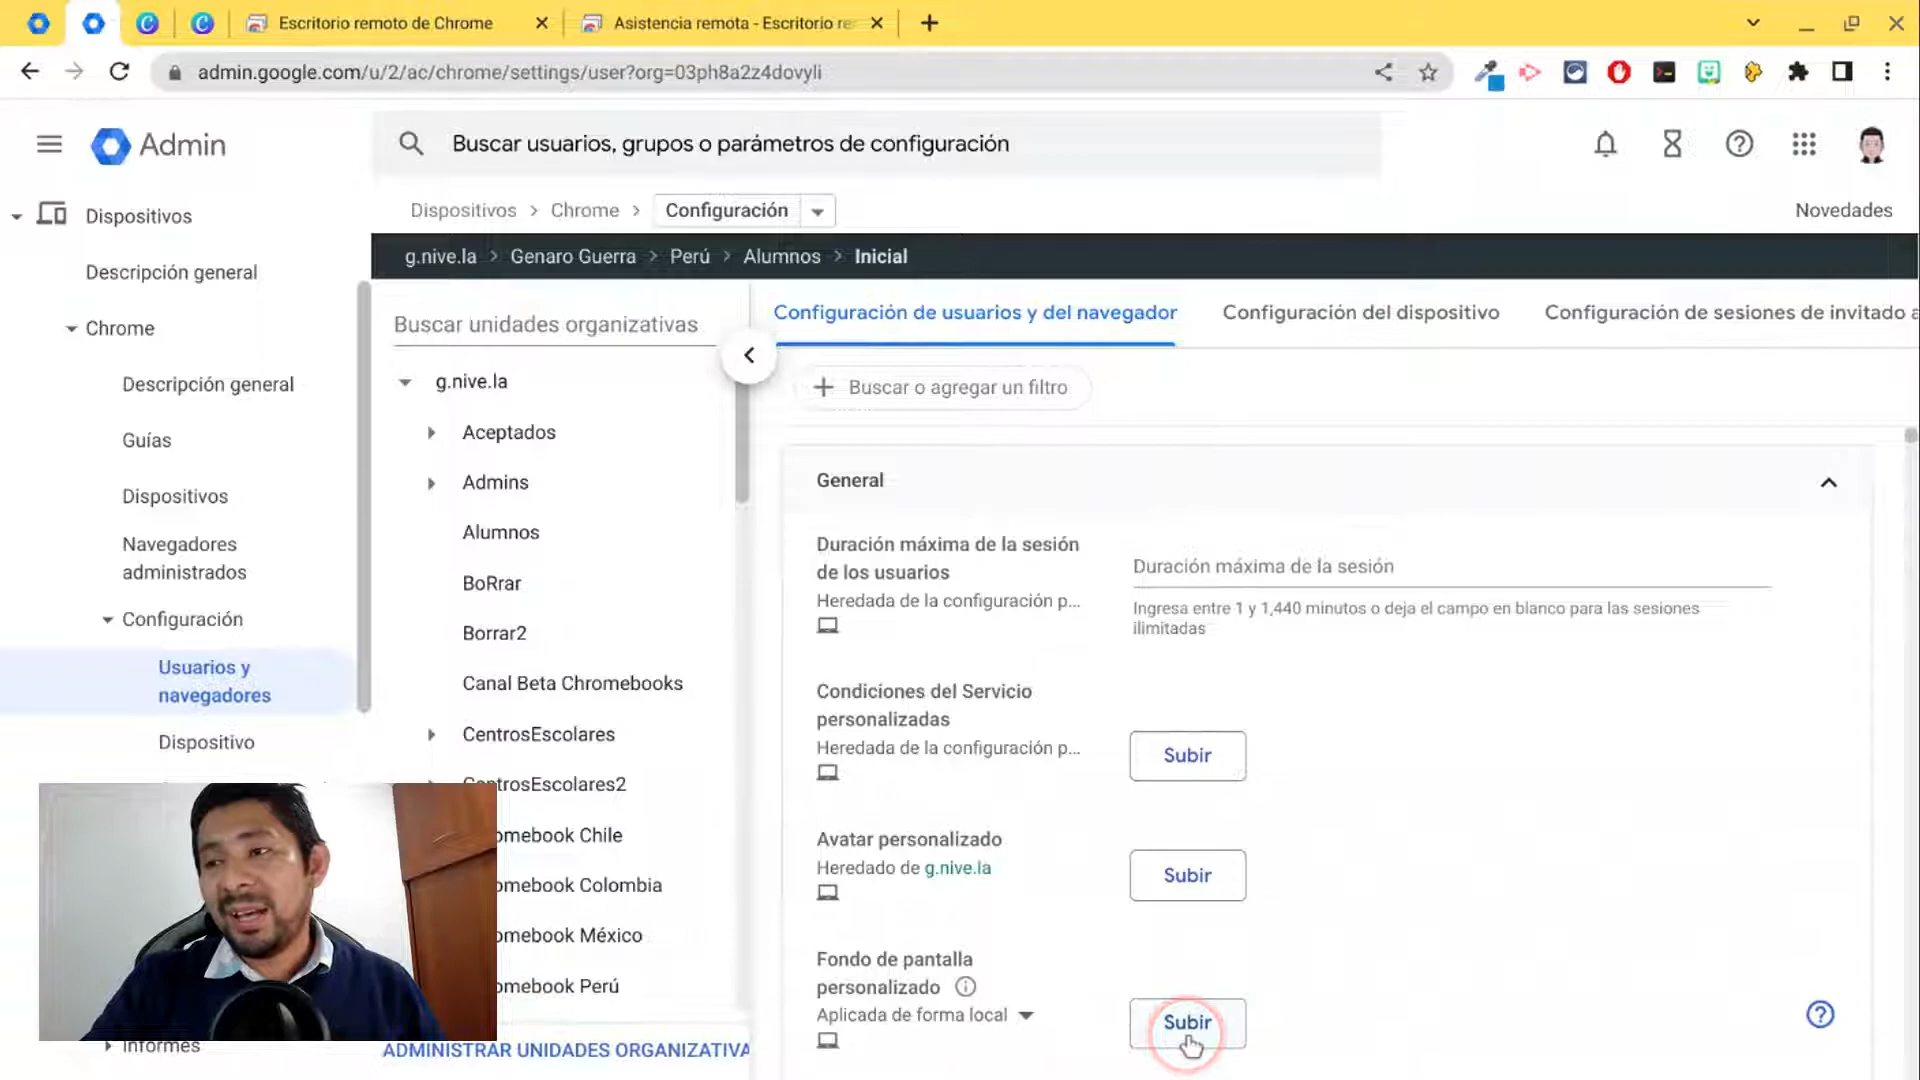 Escritorio remoto de Chrome
Asistencia remota - Escritorio re
admin.google.com/u/2/ac/chrome/settings/user?org=03ph8a2z4dovyli
Admin
Buscar usuarios, grupos o parámetros de configuración
Dispositivos
Descripción general
Chrome
Descripción general
Guías
Dispositivos
Navegadores
administrados
Configuración
Usuarios y
navegadores
Dispositivo
Informes
Dispositivos > Chrome > Configuración
Novedades
g.nive.la > Genaro Guerra > Perú > Alumnos > Inicial
Buscar unidades organizativas
g.nive.la
Aceptados
Admins
Alumnos
BoRrar
Borrar2
Canal Beta Chromebooks
CentrosEscolares
CentrosEscolares2
omebook Chile
omebook Colombia
omebook México
omebook Perú
ADMINISTRAR UNIDADES ORGANIZATIVA
Configuración de usuarios y del navegador
Configuración del dispositivo
Configuración de sesiones de invitado a
Buscar o agregar un filtro
General
Duración máxima de la sesión
de los usuarios
Heredada de la configuración p...
Duración máxima de la sesión
Ingresa entre 1 y 1,440 minutos o deja el campo en blanco para las sesiones
ilimitadas
Condiciones del Servicio
personalizadas
Heredada de la configuración p...
Subir
Avatar personalizado
Heredado de g.nive.la
Subir
Fondo de pantalla
personalizado
Aplicada de forma local
Subir